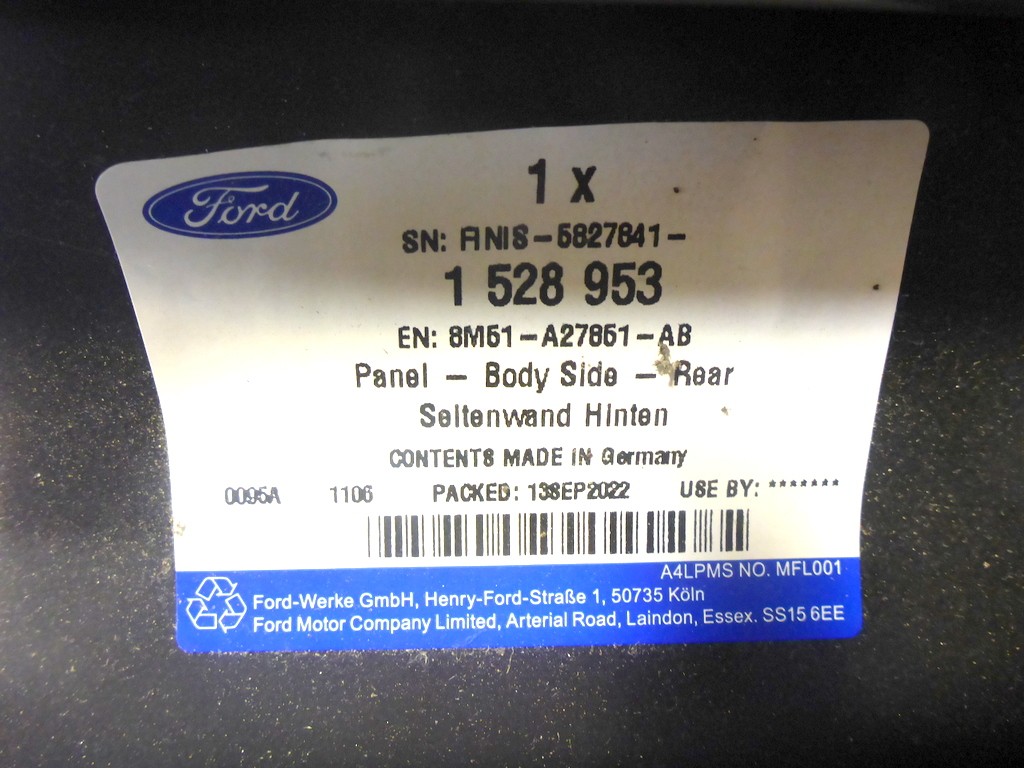 Ford
1 x
SN: FINIS-5827841-
1 528 953
EN: 8M51-A27851-AB
Panel - Body Side - Rear
Seitenwand Hinten
CONTENTS MADE IN Germany
0095A 1106 PACKED: 13SEP2022 USE BY: *******
A4LPMS NO. MFL001
Ford-Werke GmbH, Henry-Ford-Straße 1, 50735 Köln
Ford Motor Company Limited, Arterial Road, Laindon, Essex. SS15 6EE